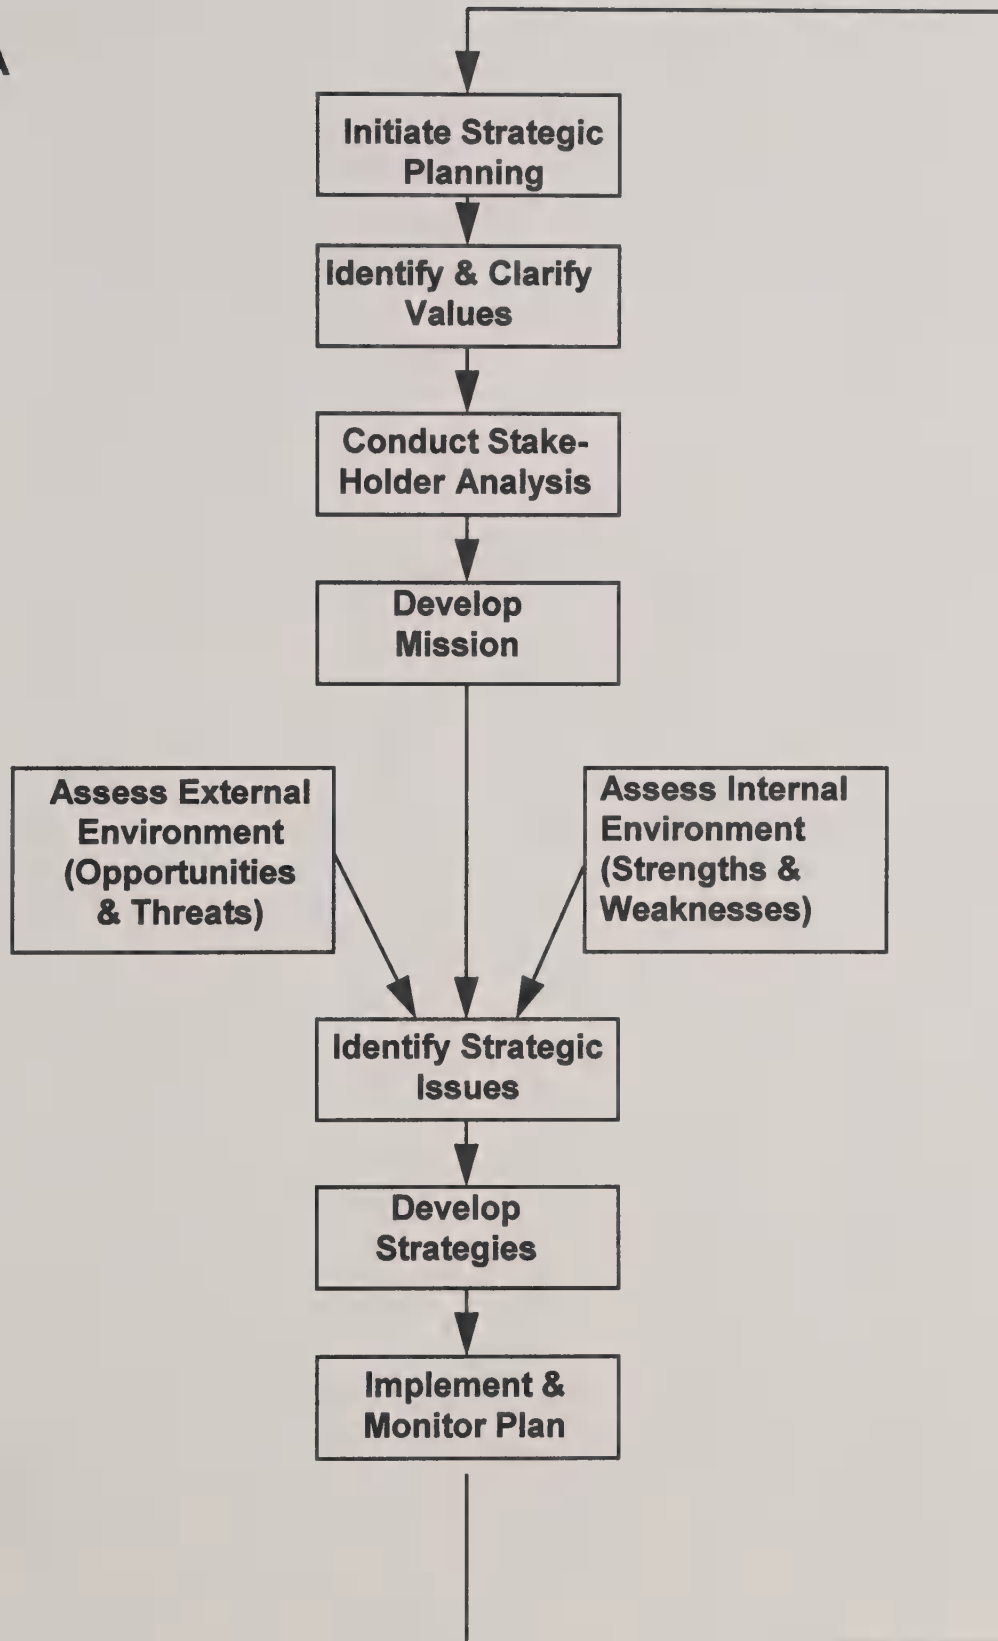 A
Initiate Strategic
Planning
Identify & Clarify
Values
Conduct Stake-
Holder Analysis
Develop
Mission
Assess External
Environment
(Opportunities
& Threats)
Assess Internal
Environment
(Strengths &
Weaknesses)
Identify Strategic
Issues
Develop
Strategies
Implement &
Monitor Plan